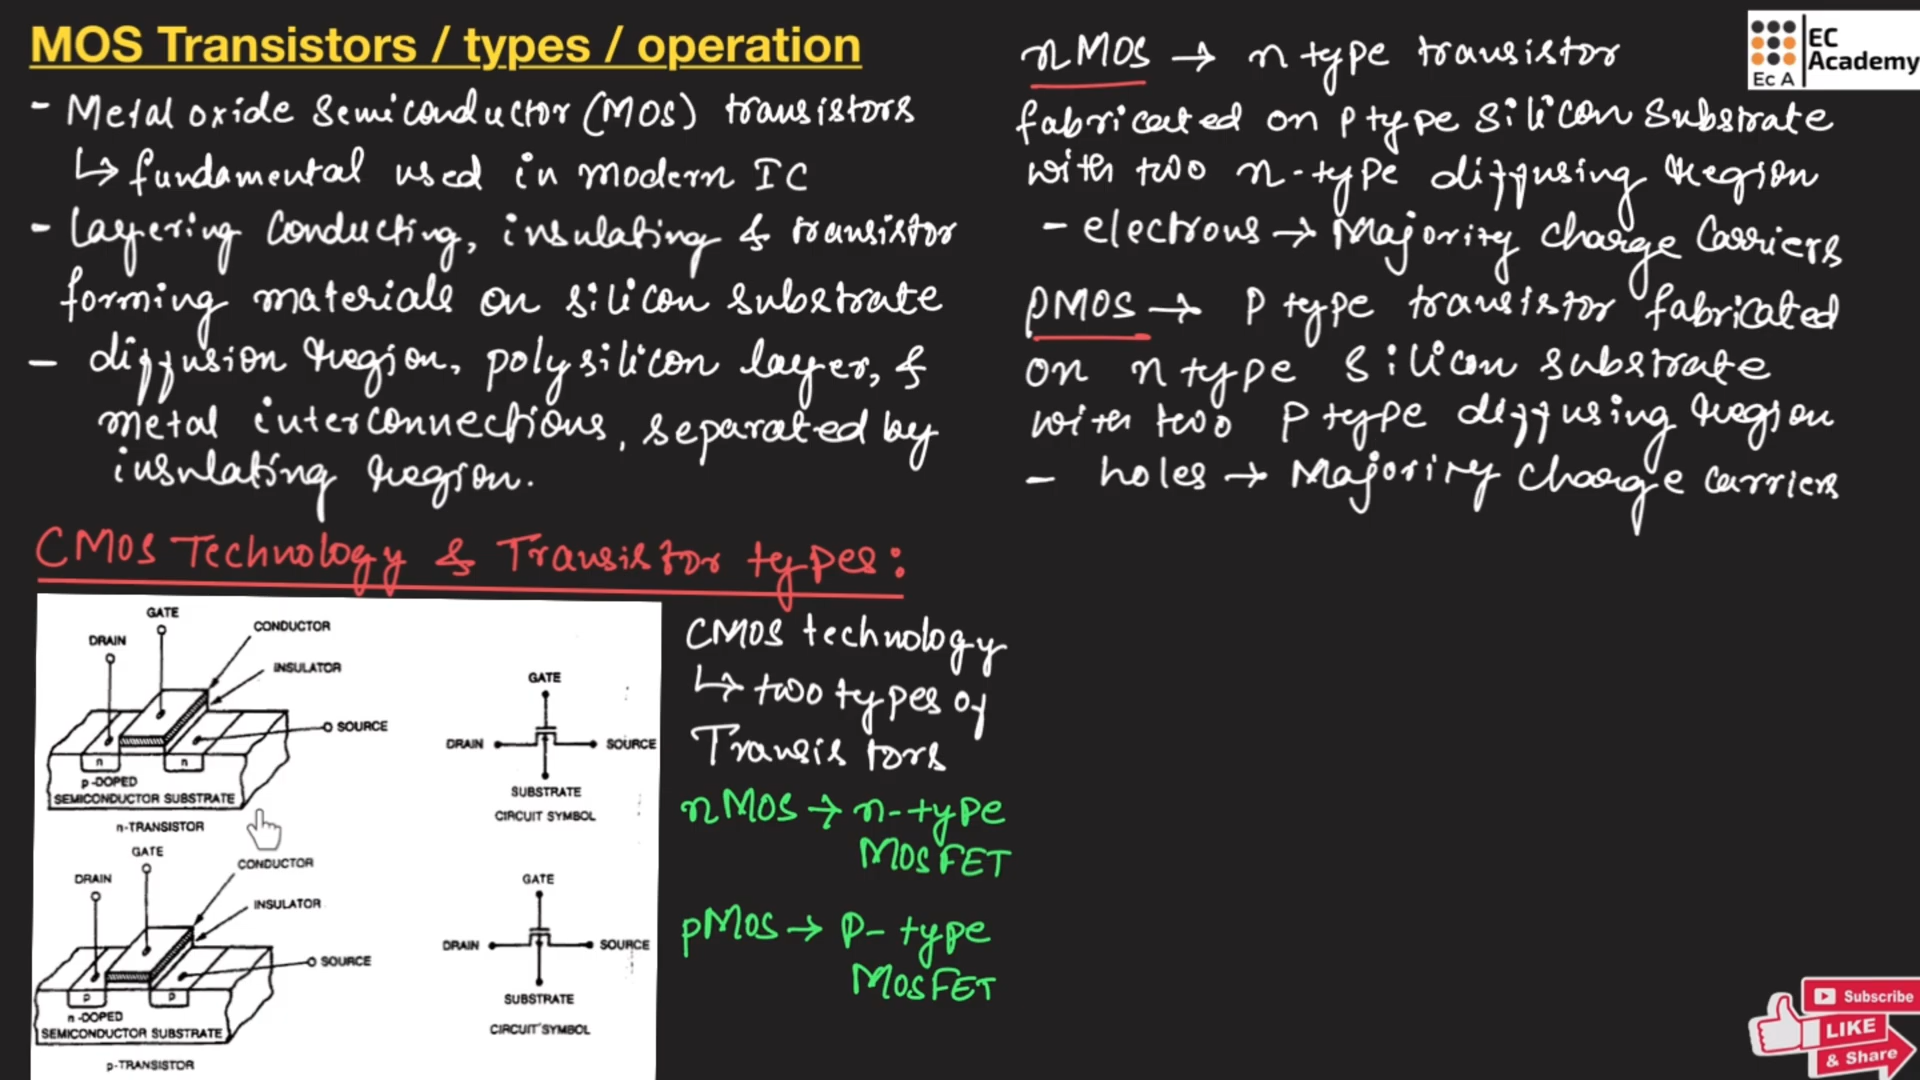 MOS Transistors / types / operation
- Metal oxide semiconductor (MOS) transistors
↳ fundamental used in modern IC
- Layering conducting, insulating & transistor
forming materials on silicon substrate
- diffusion region, polysilicon layer, &
metal interconnections, separated by
insulating region.
CMOS Technology & Transistor types:
GATE
DRAIN
CONDUCTOR
INSULATOR
SOURCE
n
n
p-DOPED
SEMICONDUCTOR SUBSTRATE
n-TRANSISTOR
GATE
DRAIN
SOURCE
SUBSTRATE
CIRCUIT SYMBOL
GATE
DRAIN
CONDUCTOR
INSULATOR
SOURCE
p
p
n-DOPED
SEMICONDUCTOR SUBSTRATE
p-TRANSISTOR
GATE
DRAIN
SOURCE
SUBSTRATE
CIRCUIT SYMBOL
CMOS technology
↳ two types of
Transistors
nMOS → n-type
MOSFET
pMOS → P-type
MOSFET
nMOS → n type transistor
fabricated on p type silicon substrate
with two n-type diffusing region
- electrons → Majority charge carriers
pMOS → P type transistor fabricated
on n type silicon substrate
with two P type diffusing region
- holes → Majority charge carriers
EC
Academy
Ec A
Subscribe
LIKE
& Share